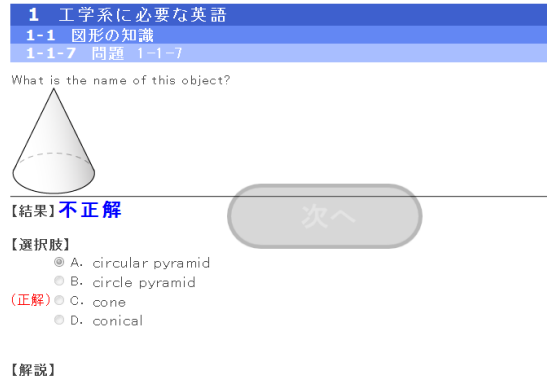 1 工学系に必要な英語
1-1 図形の知識
1-1-7 問題 1-1-7
What is the name of this object?
【結果】不正解
次へ
【選択肢】
A. circular pyramid
B. circle pyramid
(正解) C. cone
D. conical
【解説】